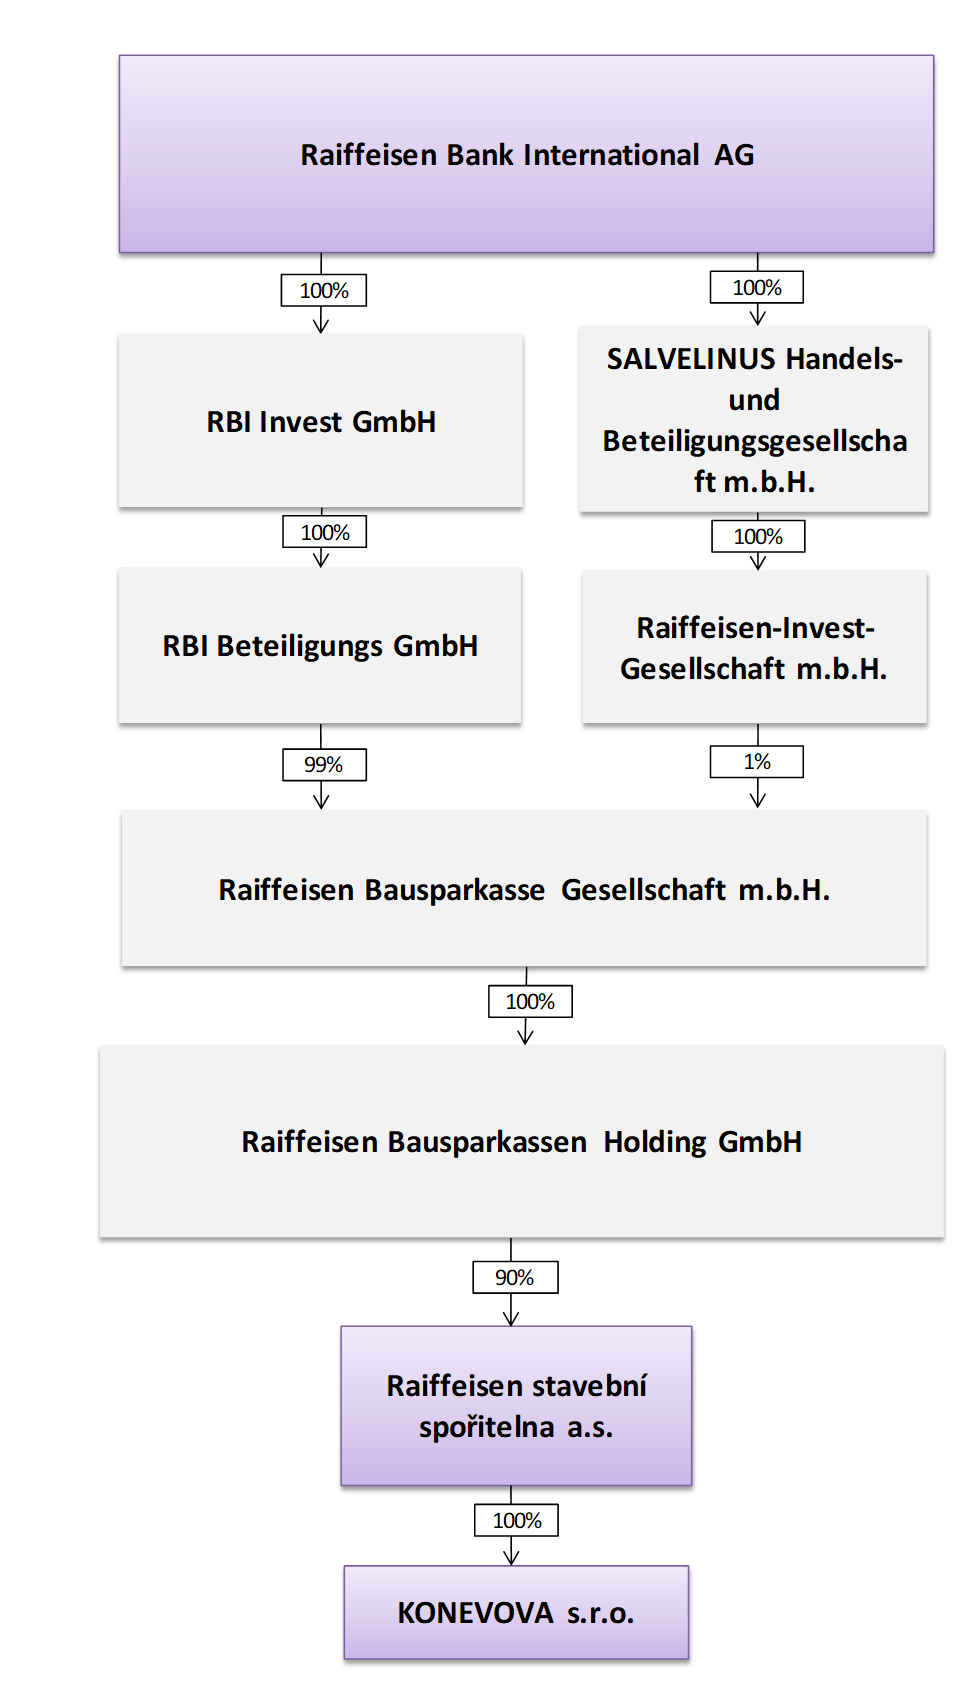 Raiffeisen Bank International AG
100%
100%
RBI Invest GmbH
SALVELINUS Handels-
und
Beteiligungsgesellscha
ft m.b.H.
100%
100%
RBI Beteiligungs GmbH
Raiffeisen-Invest-
Gesellschaft m.b.H.
99%
1%
Raiffeisen Bausparkasse Gesellschaft m.b.H.
100%
Raiffeisen Bausparkassen Holding GmbH
90%
Raiffeisen stavební
spořitelna a.s.
100%
KONEVOVA s.r.o.